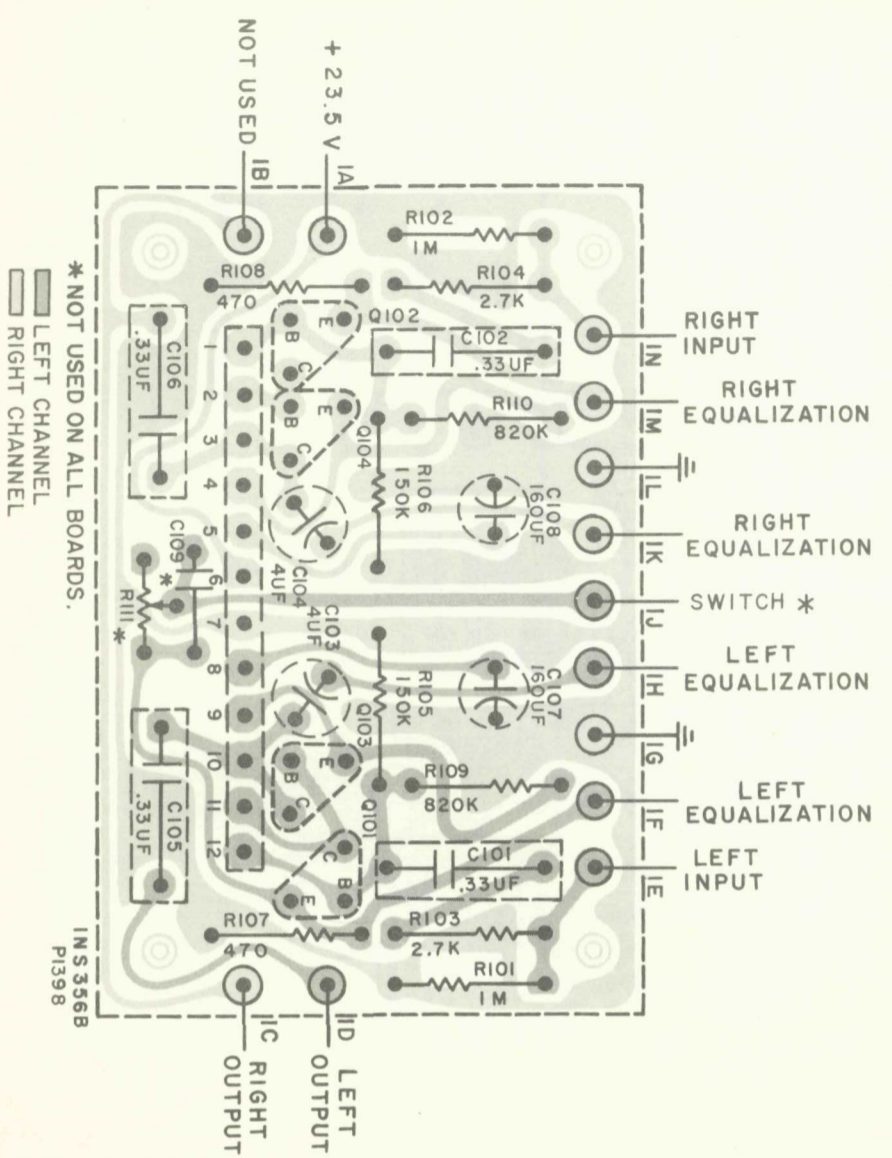 NOT USED
+ 23.5 V
1B
1A
R102
1M
R108
470
R104
2.7K
Q102
E
B
C
C102
.33UF
1N
RIGHT
INPUT
C106
.33UF
1
2
3
4
5
6
7
8
9
10
11
12
E
B
C
Q104
R106
150K
R110
820K
1M
RIGHT
EQUALIZATION
1L
C108
160UF
1K
RIGHT
EQUALIZATION
C104
4UF
C109
*
R111
*
1J
SWITCH *
C103
4UF
R105
150K
C107
160UF
1H
LEFT
EQUALIZATION
1G
Q103
E
B
C
R109
820K
1F
LEFT
EQUALIZATION
Q101
C
B
E
C101
.33UF
1E
LEFT
INPUT
C105
.33UF
R107
470
R103
2.7K
R101
1M
1C
RIGHT
OUTPUT
1D
LEFT
OUTPUT
INS356B
P1398
* NOT USED ON ALL BOARDS.
LEFT CHANNEL
RIGHT CHANNEL